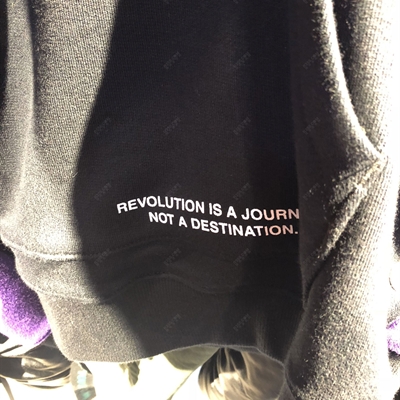 REVOLUTION IS A JOURN
NOT A DESTINATION.